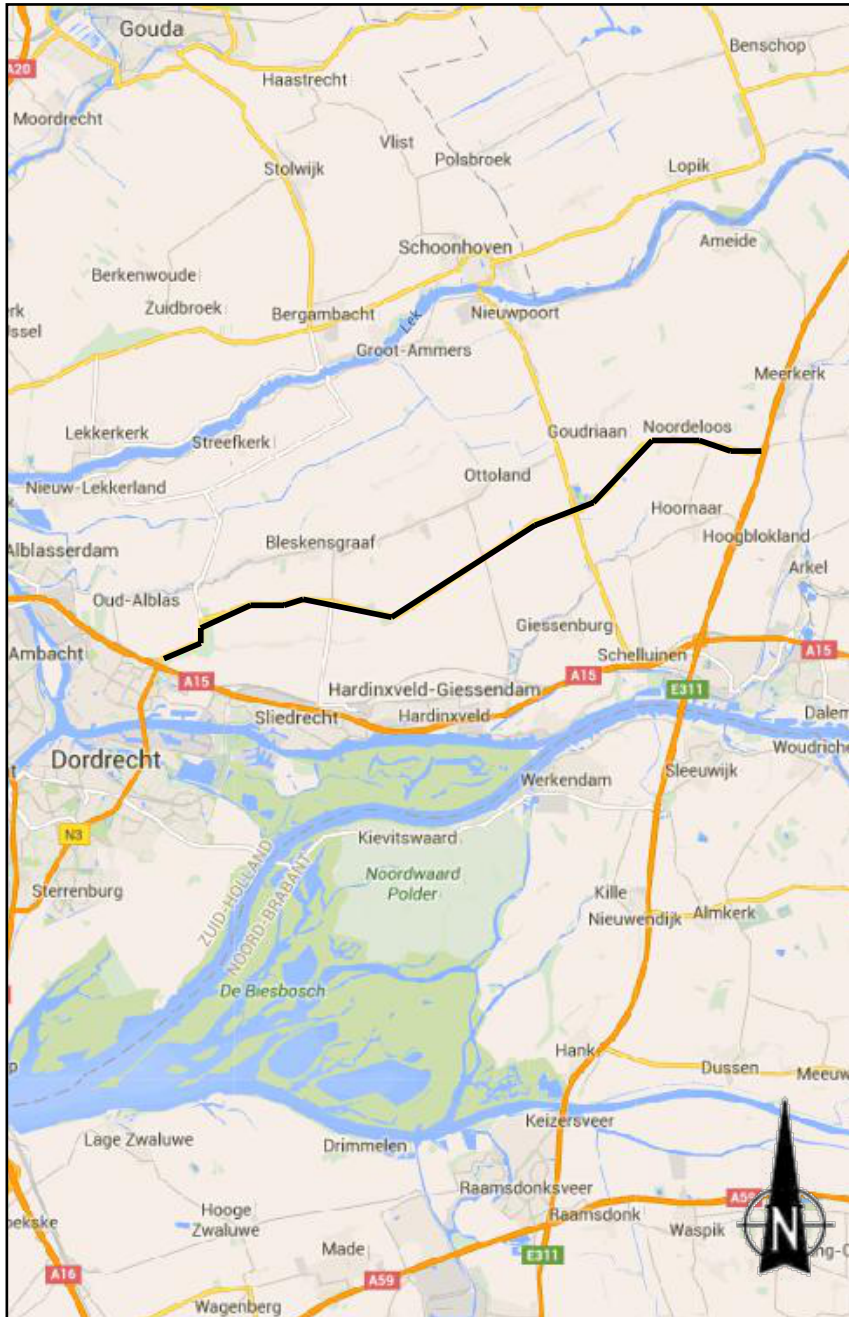 Gouda
Benschop
A20
Haastrecht
Moordrecht
Vlist
Polsbroek
Lopik
Stolwijk
Ameide
Schoonhoven
Berkenwoude
Zuidbroek
Bergambacht
Lek
Nieuwpoort
Groot-Ammers
Meerkerk
Lekkerkerk
Streefkerk
Goudriaan
Noordeloos
Ottoland
Nieuw-Lekkerland
Hoornaar
Hoogblokland
Alblasserdam
Bleskensgraaf
Arkel
Oud-Alblas
Giessenburg
Ambacht
Schelluinen
A15
A15
A15
E311
Hardinxveld-Giessendam
Sliedrecht
Hardinxveld
Dalem
Woudriche
Dordrecht
Sleeuwijk
Werkendam
N3
Kievitswaard
ZUID-HOLLAND
NOORD-BRABANT
Noordwaard
Polder
Sterrenburg
Kille
Nieuwendijk
Almkerk
De Biesbosch
Hank
Dussen
Meeuw
Keizersveer
Lage Zwaluwe
Drimmelen
Raamsdonksveer
A59
Hooge
Zwaluwe
Raamsdonk
Waspik
N
Made
E311
A16
A59
Wagenberg